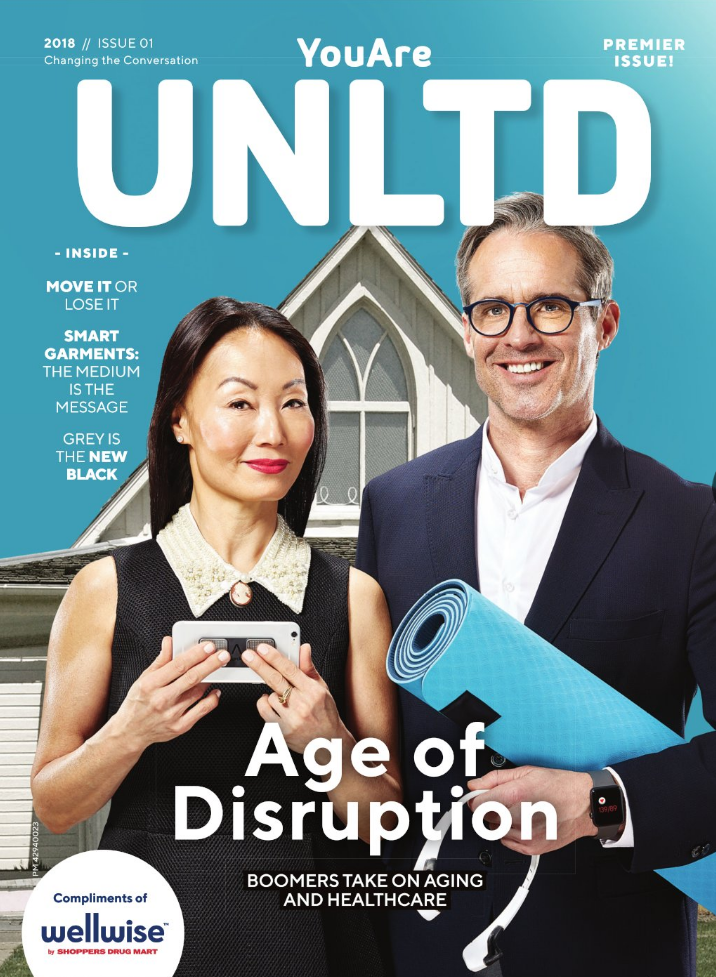 2018 // ISSUE 01
Changing the Conversation
YouAre
PREMIER
ISSUE!
UNLTD
- INSIDE -
MOVE IT OR
LOSE IT
SMART
GARMENTS:
THE MEDIUM
IS THE
MESSAGE
GREY IS
THE NEW
BLACK
Age of
Disruption
BOOMERS TAKE ON AGING
AND HEALTHCARE
PM 42940023
Compliments of
wellwise™
by SHOPPERS DRUG MART